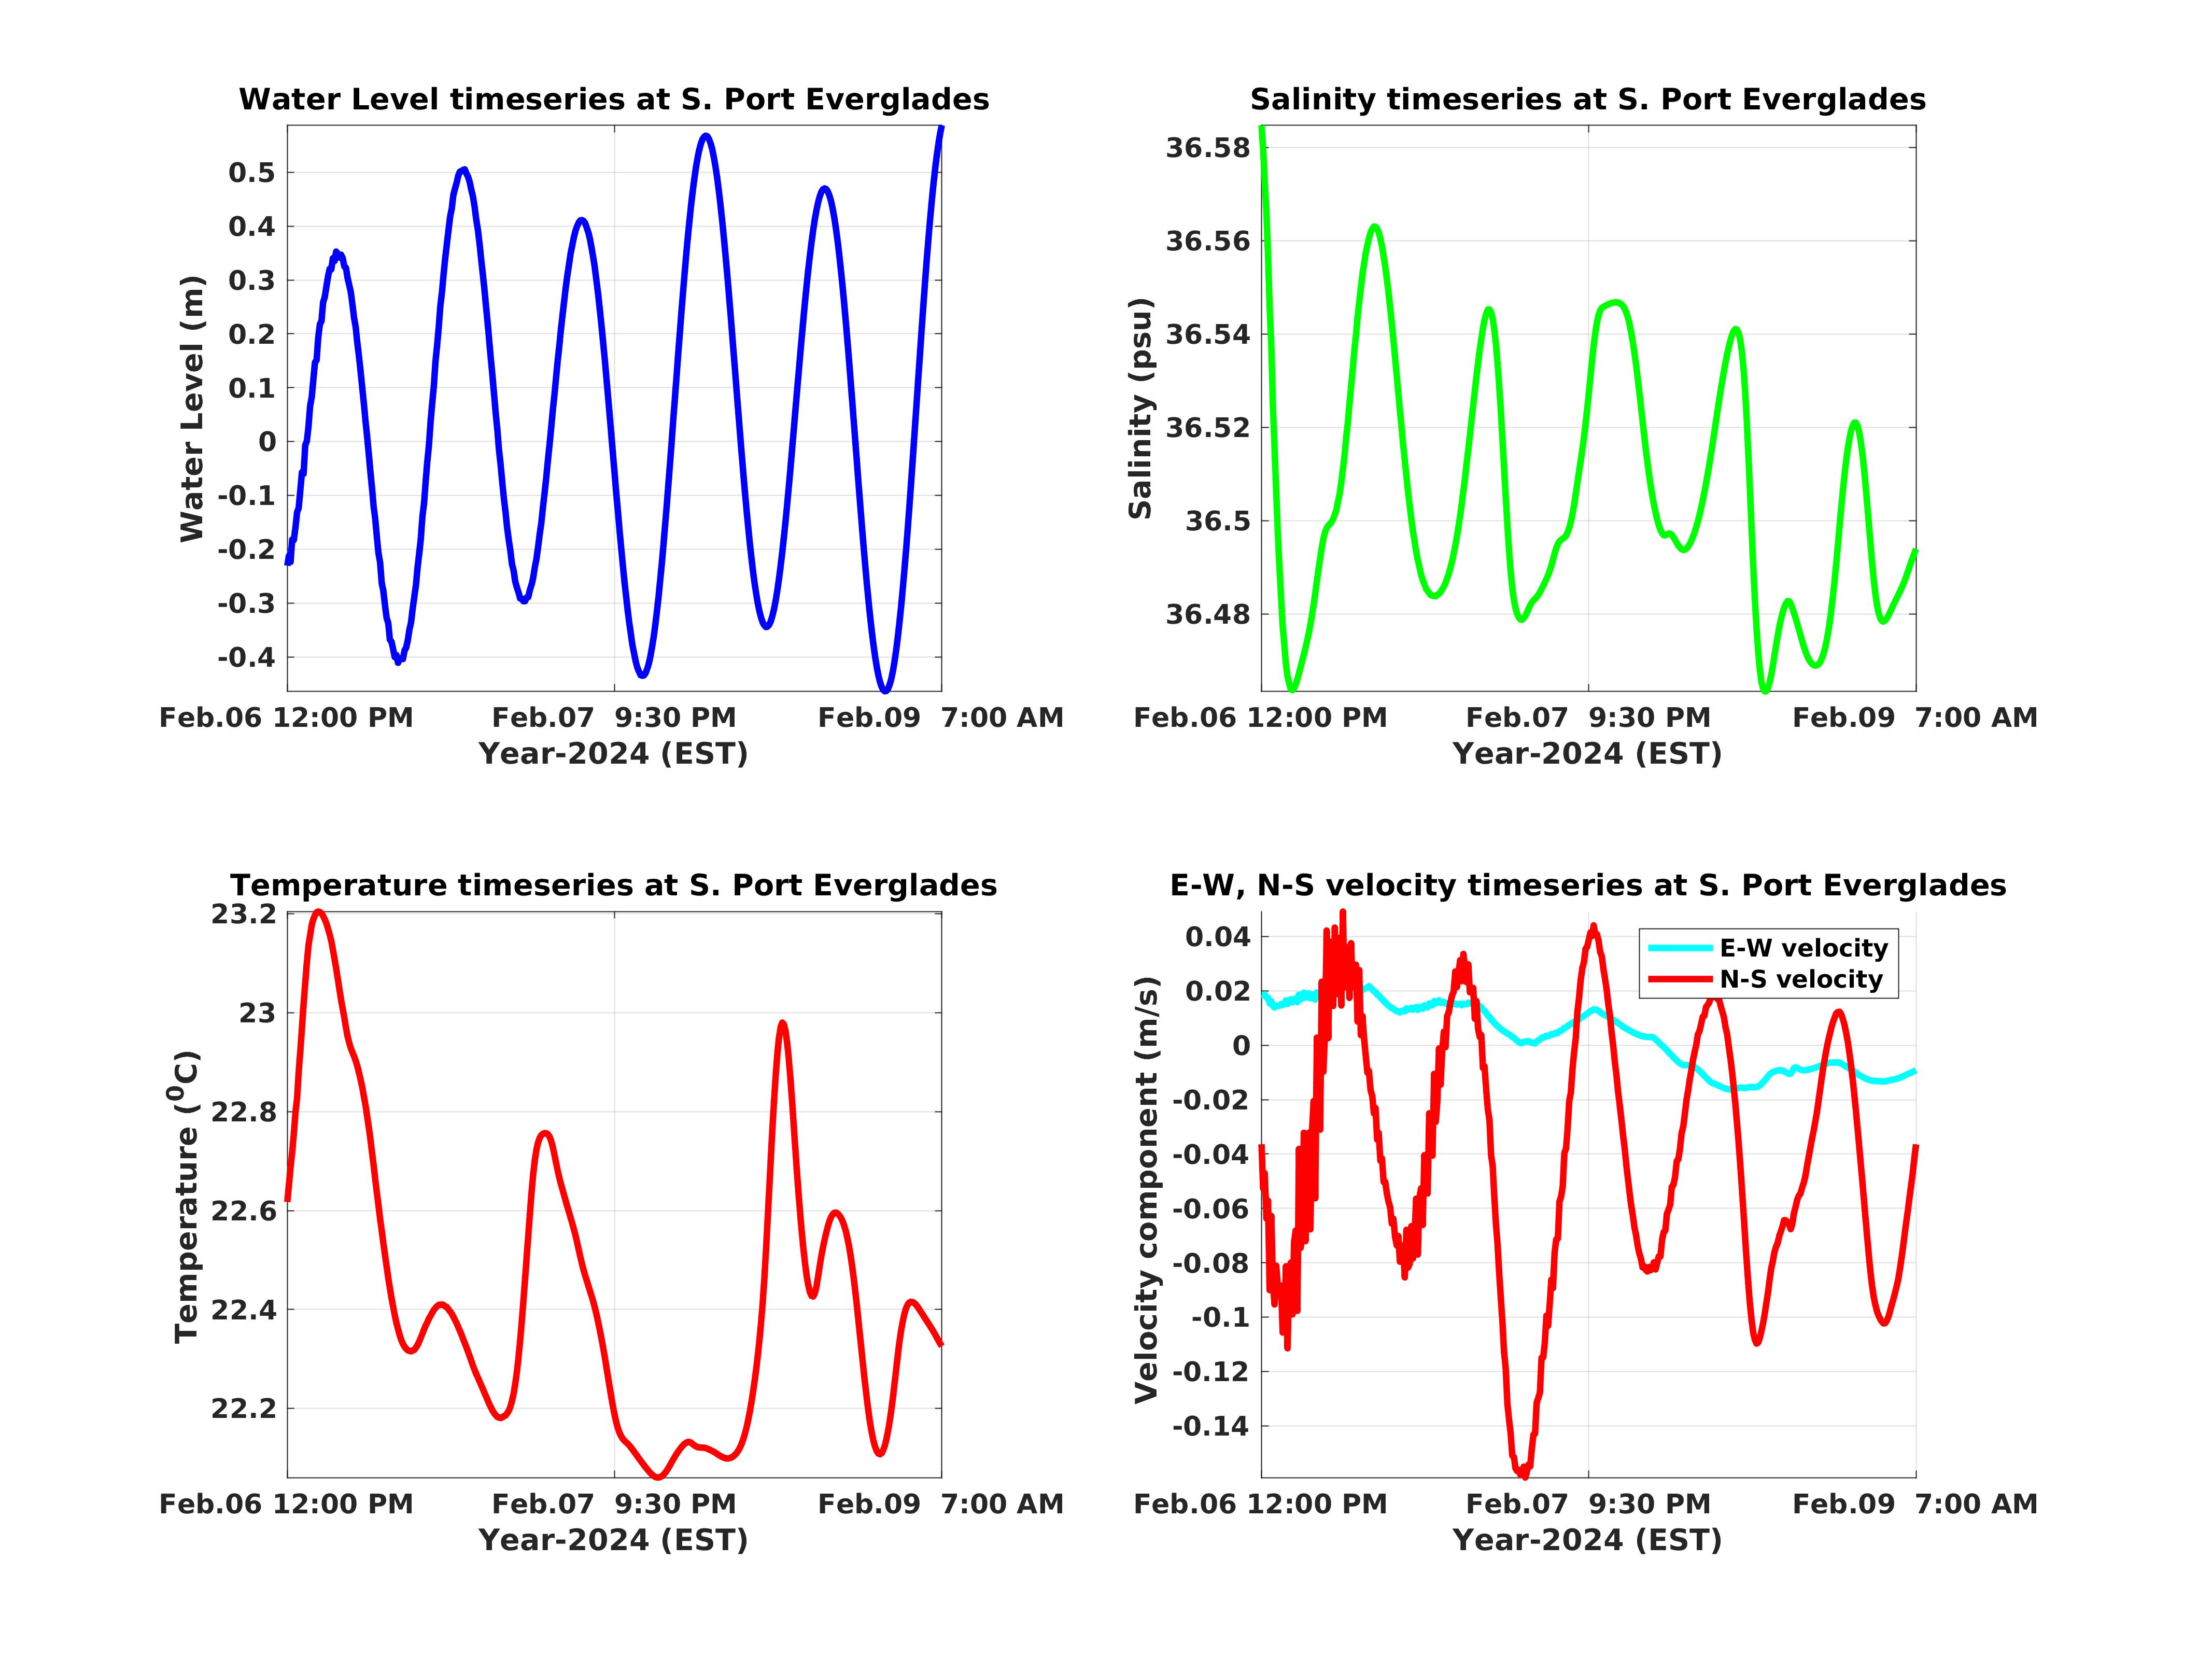 Water Level timeseries at S. Port Everglades
Water Level (m)
0.5
0.4
0.3
0.2
0.1
0
-0.1
-0.2
-0.3
-0.4
Feb.06 12:00 PM Feb.07 9:30 PM Feb.09 7:00 AM
Year-2024 (EST)
Salinity timeseries at S. Port Everglades
Salinity (psu)
36.58
36.56
36.54
36.52
36.5
36.48
Feb.06 12:00 PM Feb.07 9:30 PM Feb.09 7:00 AM
Year-2024 (EST)
Temperature timeseries at S. Port Everglades
Temperature (⁰C)
23.2
23
22.8
22.6
22.4
22.2
Feb.06 12:00 PM Feb.07 9:30 PM Feb.09 7:00 AM
Year-2024 (EST)
E-W, N-S velocity timeseries at S. Port Everglades
Velocity component (m/s)
0.04
0.02
0
-0.02
-0.04
-0.06
-0.08
-0.1
-0.12
-0.14
E-W velocity
N-S velocity
Feb.06 12:00 PM Feb.07 9:30 PM Feb.09 7:00 AM
Year-2024 (EST)